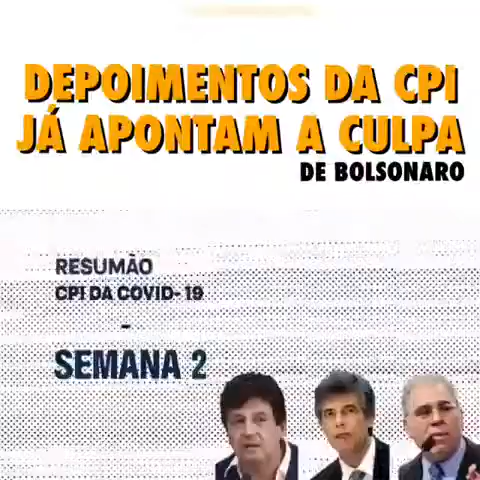 DEPOIMENTOS DA CPI
JÁ APONTAM A CULPA
DE BOLSONARO
RESUMÃO
CPI DA COVID-19
-
SEMANA 2